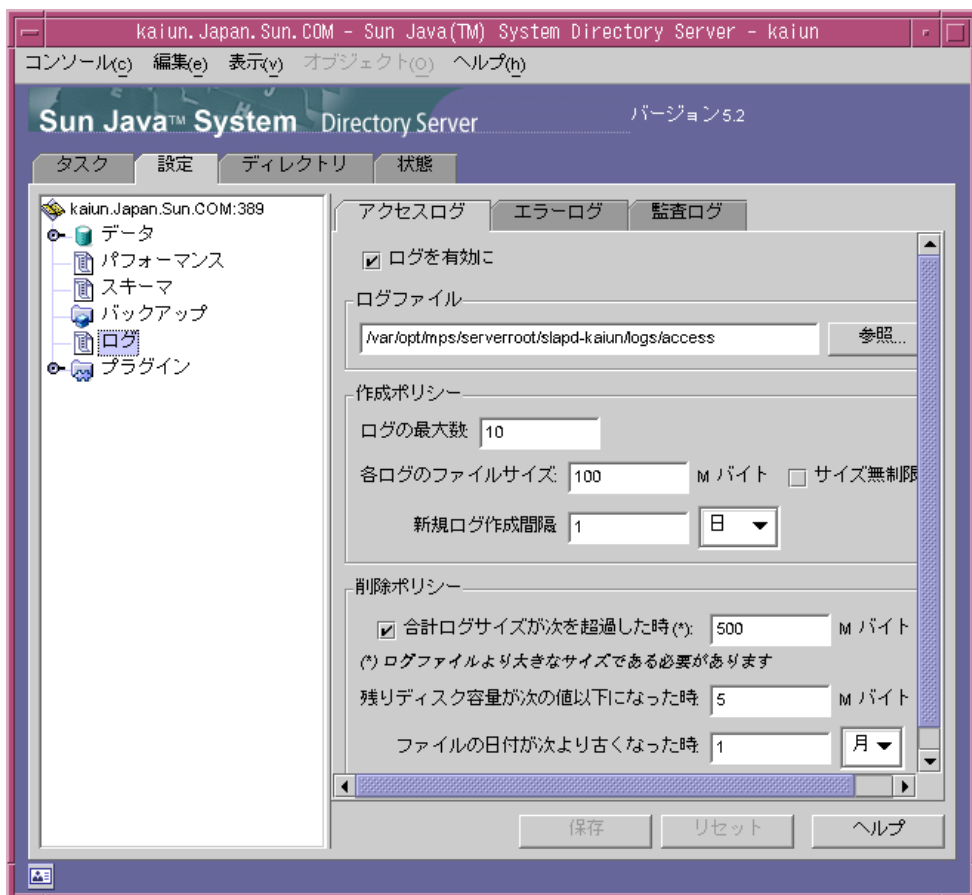 kaiun.Japan.Sun.COM – Sun Java(TM) System Directory Server – kaiun
コンソール(c) 編集(e) 表示(v) オブジェクト(O) ヘルプ(h)
Sun Java™ System Directory Server バージョン5.2
タスク 設定 ディレクトリ 状態
kaiun.Japan.Sun.COM:389
データ
パフォーマンス
スキーマ
バックアップ
ログ
プラグイン
アクセスログ エラーログ 監査ログ
ログを有効に
ログファイル
/var/opt/mps/serverroot/slapd-kaiun/logs/access 参照...
作成ポリシー
ログの最大数 10
各ログのファイルサイズ: 100 M バイト サイズ無制限
新規ログ作成間隔 1 日
削除ポリシー
合計ログサイズが次を超過した時(*): 500 M バイト
(*) ログファイルより大きなサイズである必要があります
残りディスク容量が次の値以下になった時 5 M バイト
ファイルの日付が次より古くなった時 1 月
保存 リセット ヘルプ